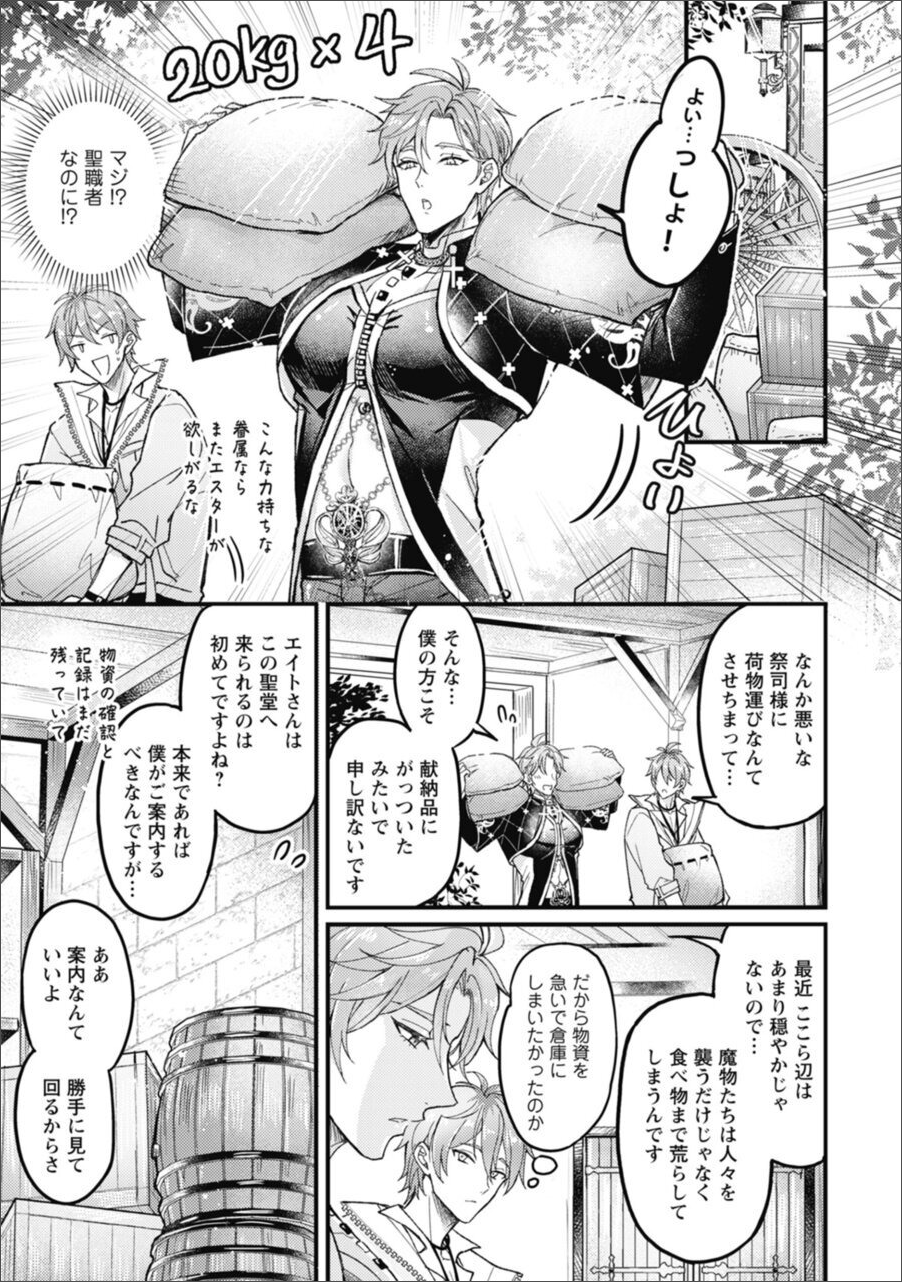 よい…
っしょ！
20kg×4
ひょい
マジ!?
聖職者
なのに!?
こんな力持ちな
眷属なら
またエスターが
欲しがるな
なんか悪いな
祭司様に
荷物運びなんて
させちまって…
そんな…
僕の方こそ
献納品に
がっついた
みたいで
申し訳ないです
最近 ここら辺は
あまり穏やかじゃ
ないので…
魔物たちは人々を
襲うだけじゃなく
食べ物まで荒らして
しまうんです
だから物資を
急いで倉庫に
しまいたかったのか
エイトさんは
この聖堂へ
来られるのは
初めてですよね？
本来であれば
僕がご案内する
べきなんですが…
物資の確認と
記録はまだ
残っていて
ああ
案内なんて
いいよ
勝手に見て
回るからさ